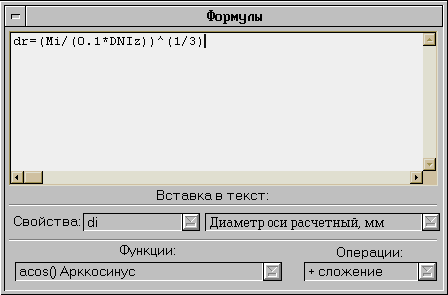 Формулы
dr=(Mi/(0.1*DNIz))^(1/3)
Вставка в текст:
Свойства: di Диаметр оси расчетный, мм
Функции: Операции:
acos() Арккосинус + сложение